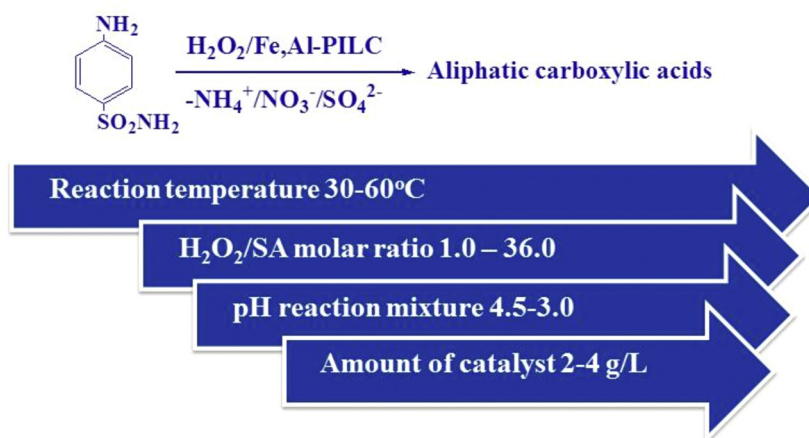 NH₂
H₂O₂/Fe,Al-PILC
Aliphatic carboxylic acids
-NH₄⁺/NO₃⁻/SO₄²⁻
SO₂NH₂
Reaction temperature 30-60°C
H₂O₂/SA molar ratio 1.0 – 36.0
pH reaction mixture 4.5-3.0
Amount of catalyst 2-4 g/L